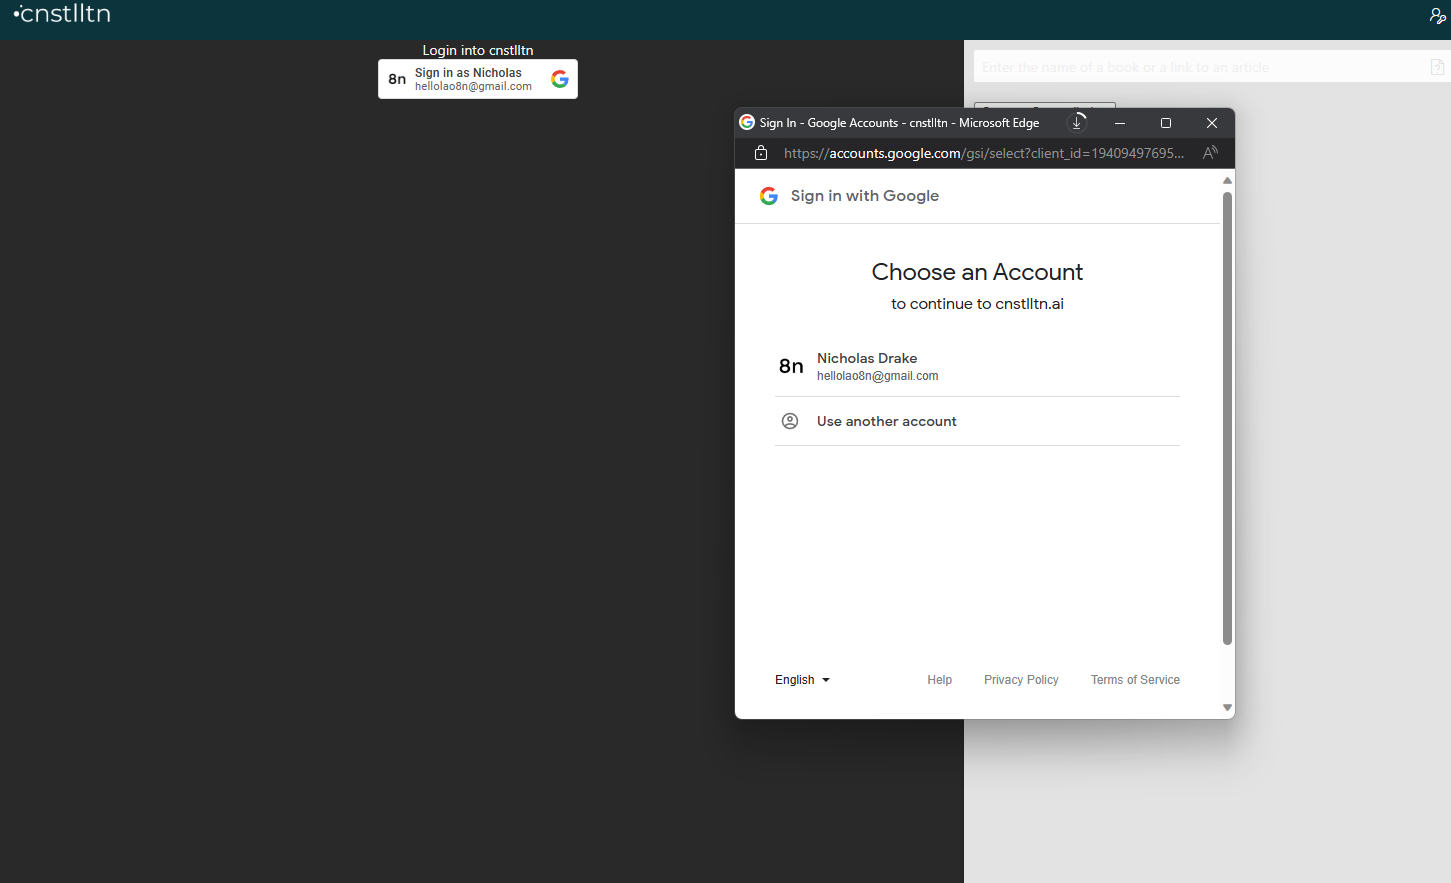 cnstlltn
Login into cnstlltn
8n
Sign in as Nicholas
hellolao8n@gmail.com
Enter the name of a book or a link to an article
Sign In - Google Accounts - cnstlltn - Microsoft Edge
https://accounts.google.com/gsi/select?client_id=19409497695...
Sign in with Google
Choose an Account
to continue to cnstlltn.ai
8n
Nicholas Drake
hellolao8n@gmail.com
Use another account
English
Help
Privacy Policy
Terms of Service